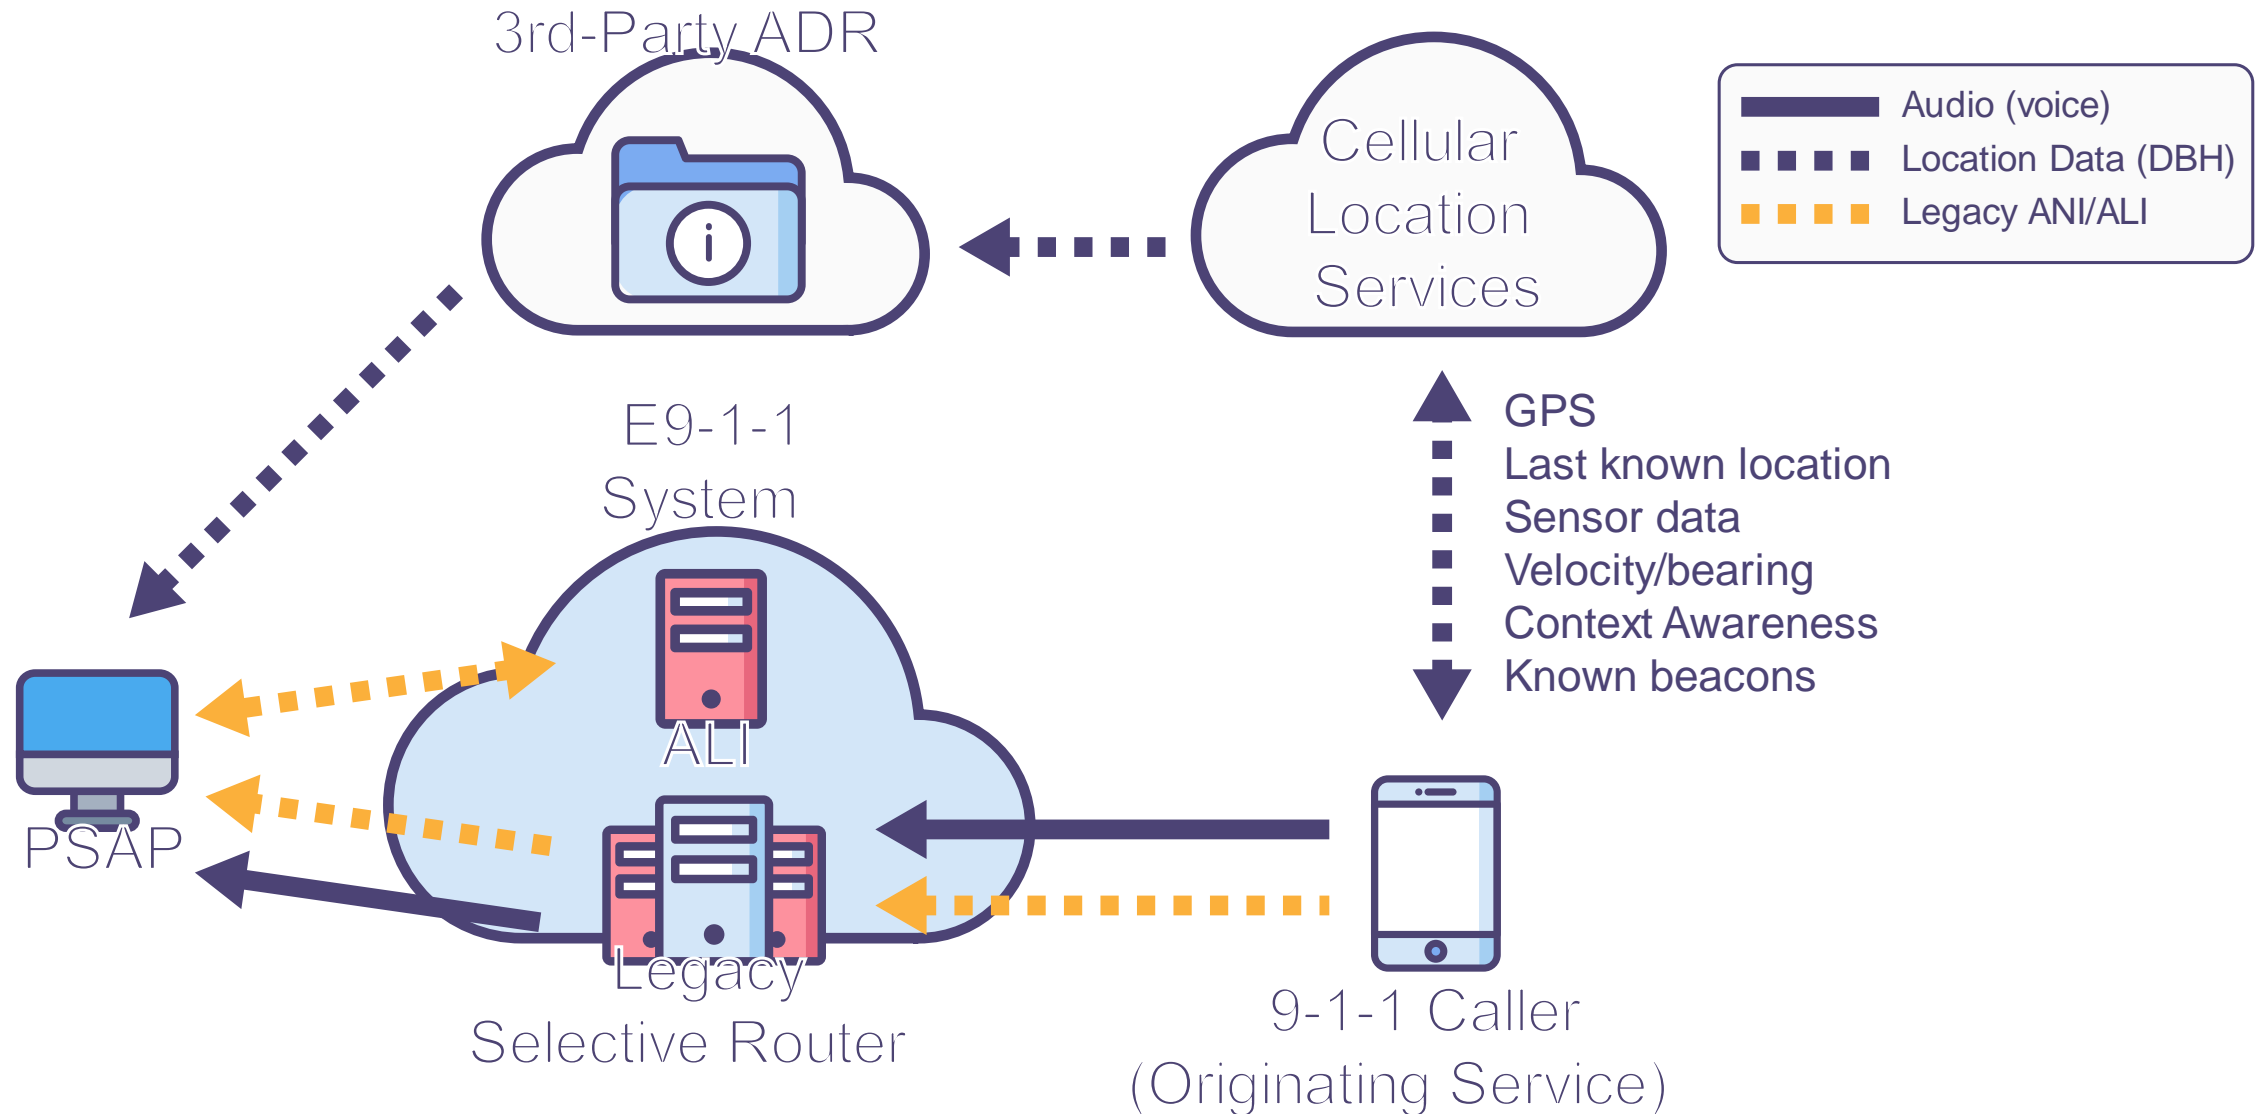 3rd-Party ADR
Cellular
Location
Services
Audio (voice)
Location Data (DBH)
Legacy ANI/ALI
E9-1-1
System
GPS
Last known location
Sensor data
Velocity/bearing
Context Awareness
Known beacons
ALI
PSAP
Legacy
Selective Router
9-1-1 Caller
(Originating Service)